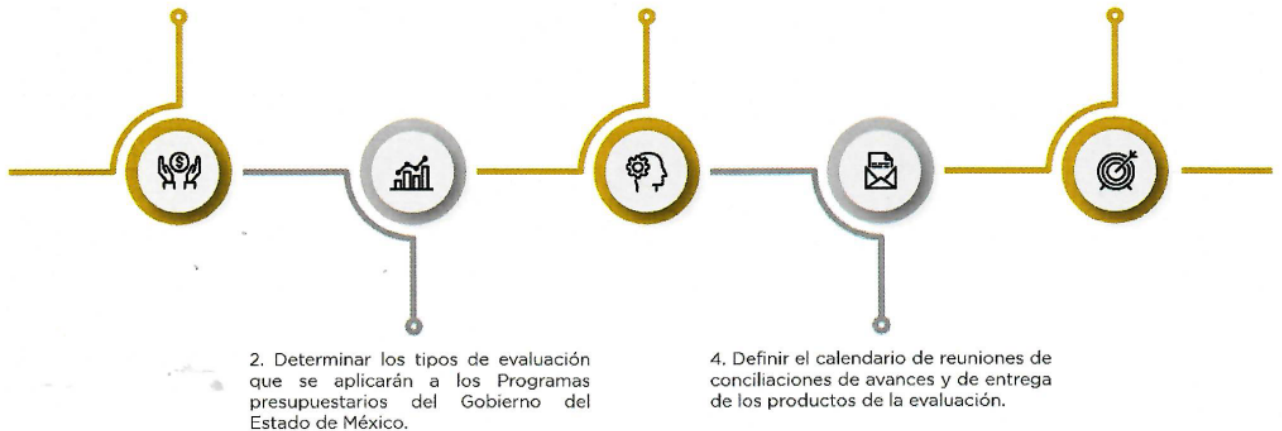 2. Determinar los tipos de evaluación
que se aplicarán a los Programas
presupuestarios del Gobierno del
Estado de México.
4. Definir el calendario de reuniones de
conciliaciones de avances y de entrega
de los productos de la evaluación.